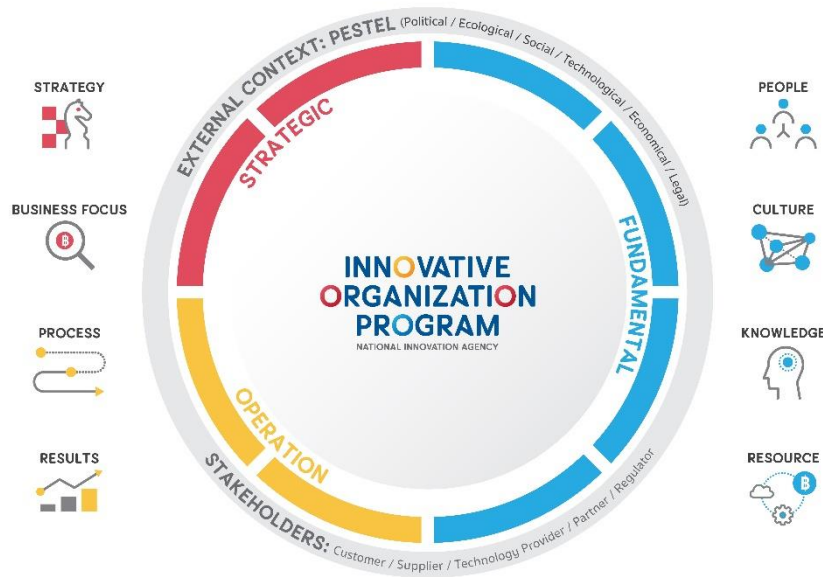 EXTERNAL CONTEXT: PESTEL (Political / Ecological / Social / Technological / Economical / Legal)
STRATEGY
BUSINESS FOCUS
PROCESS
RESULTS
STRATEGIC
OPERATION
INNOVATIVE
ORGANIZATION
PROGRAM
NATIONAL INNOVATION AGENCY
FUNDAMENTAL
PEOPLE
CULTURE
KNOWLEDGE
RESOURCE
STAKEHOLDERS: Customer / Supplier / Technology Provider / Partner / Regulator